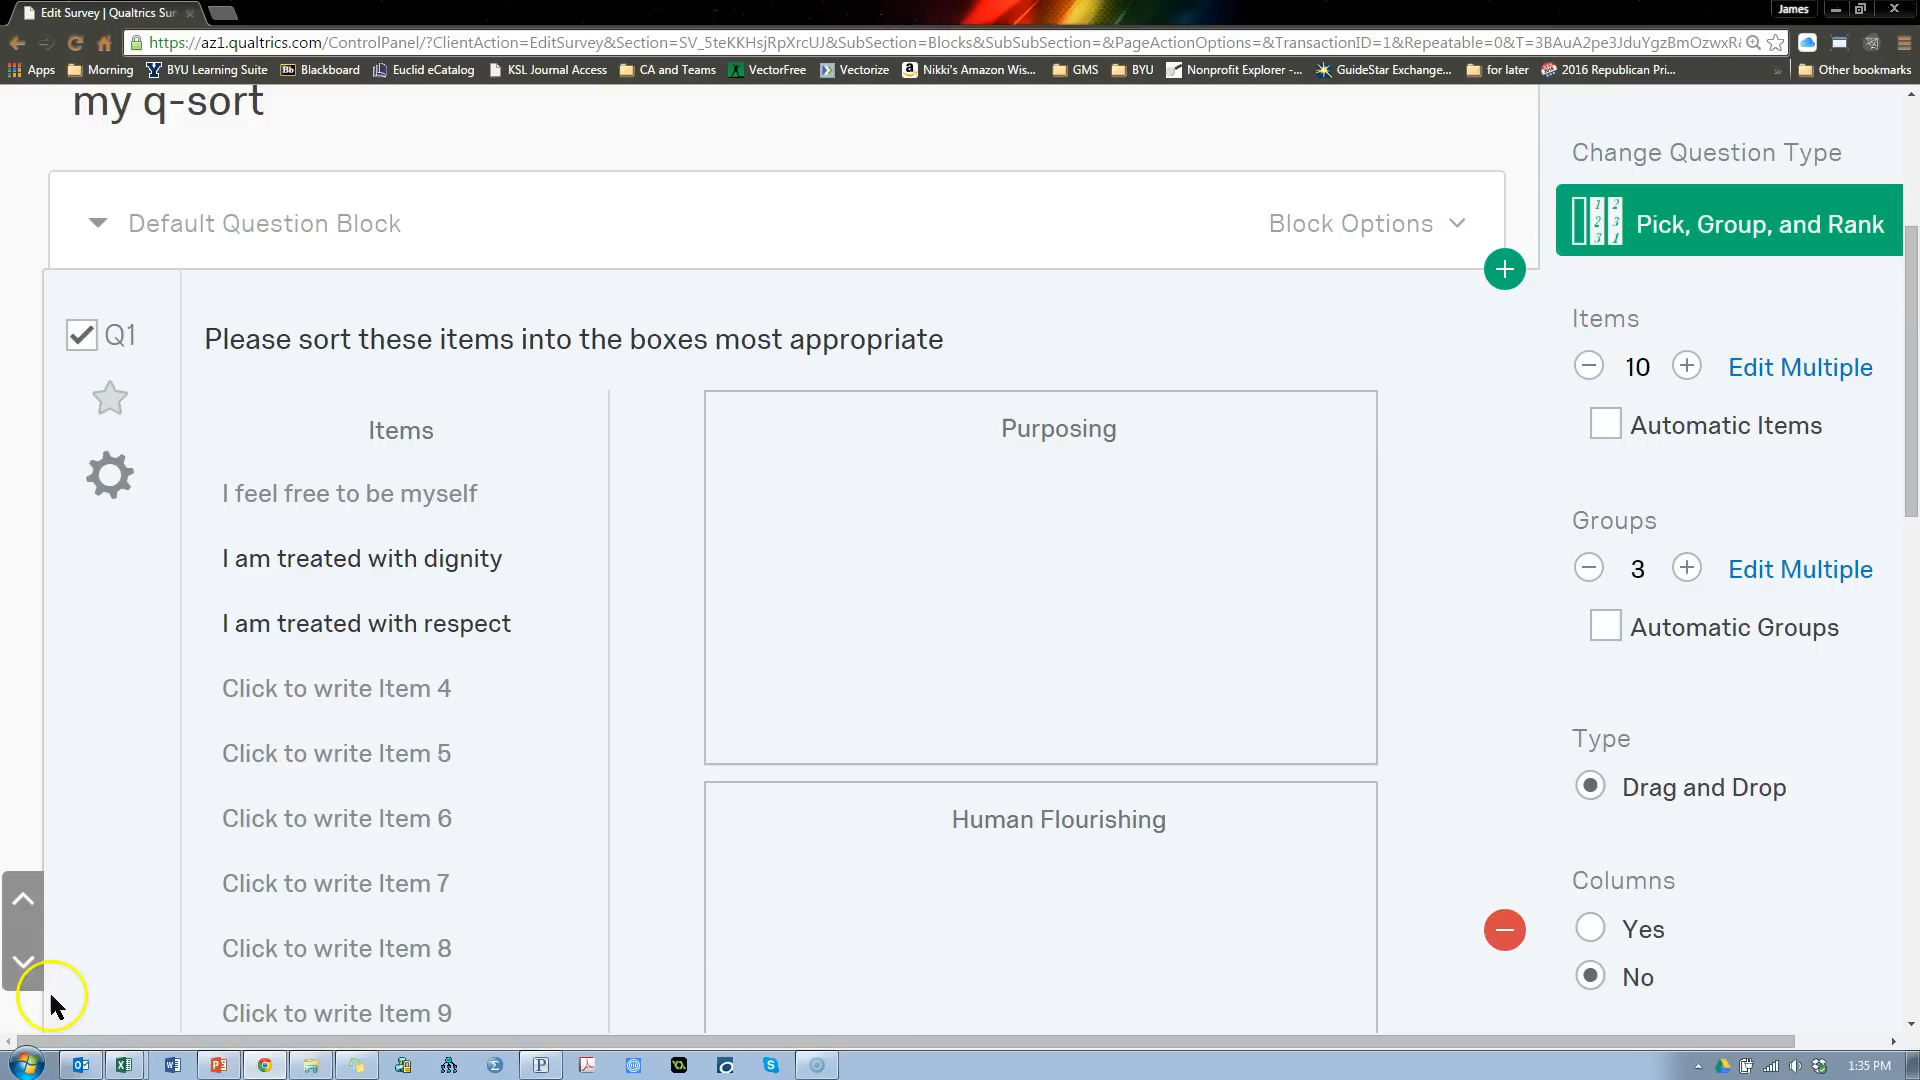 Edit Survey | Qualtrics Sur
James
https://az1.qualtrics.com/ControlPanel/?ClientAction=EditSurvey&Section=SV_5teKKHsjRpXrcUJ&SubSection=Blocks&SubSubSection=&PageActionOptions=&TransactionID=1&Repeatable=0&T=3BAuA2pe3JduYgzBmOzwxR
Apps Morning BYU Learning Suite Bb Blackboard Euclid eCatalog KSL Journal Access CA and Teams VectorFree Vectorize Nikki's Amazon Wis... GMS BYU Nonprofit Explorer -... GuideStar Exchange... for later 2016 Republican Pri... » Other bookmarks
my q-sort
Change Question Type
Default Question Block
Block Options
Pick, Group, and Rank
Q1
Please sort these items into the boxes most appropriate
Items
10
Edit Multiple
Automatic Items
Items
Purposing
I feel free to be myself
I am treated with dignity
I am treated with respect
Click to write Item 4
Click to write Item 5
Click to write Item 6
Click to write Item 7
Click to write Item 8
Click to write Item 9
Human Flourishing
Groups
3
Edit Multiple
Automatic Groups
Type
Drag and Drop
Columns
Yes
No
1:35 PM